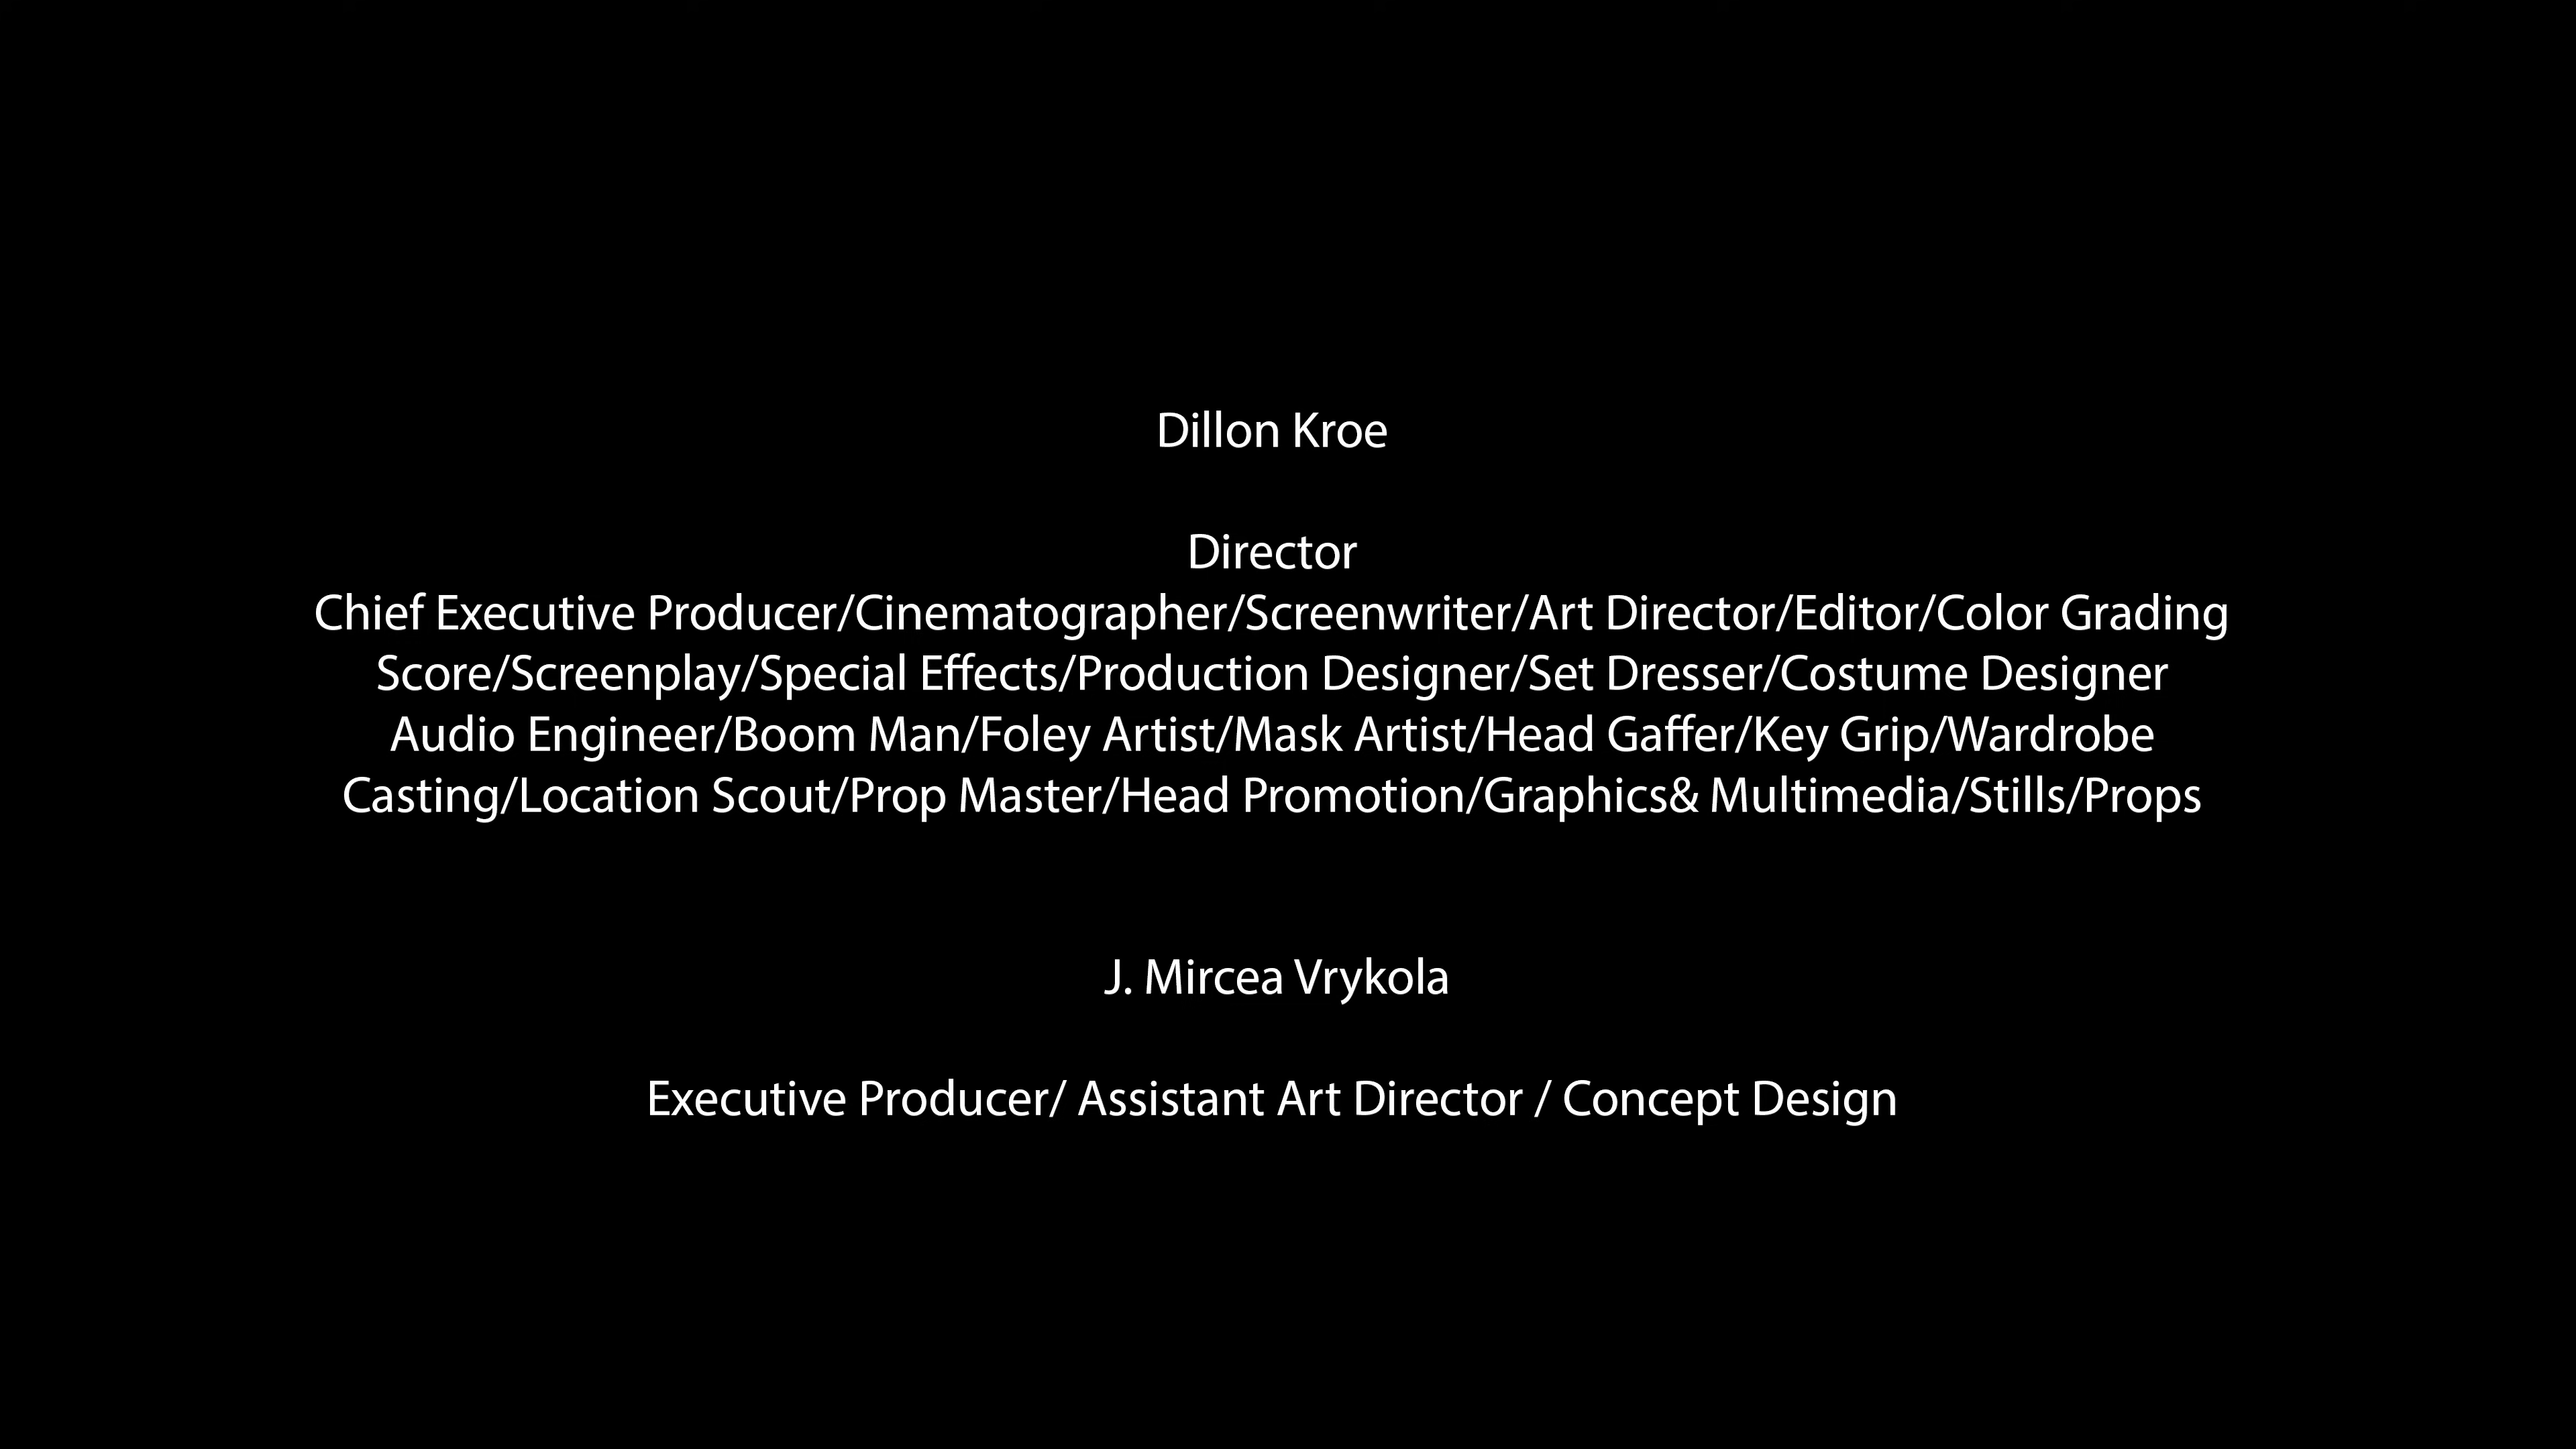 Dillon Kroe
Director
Chief Executive Producer/Cinematographer/Screenwriter/Art Director/Editor/Color Grading
Score/Screenplay/Special Effects/Production Designer/Set Dresser/Costume Designer
Audio Engineer/Boom Man/Foley Artist/Mask Artist/Head Gaffer/Key Grip/Wardrobe
Casting/Location Scout/Prop Master/Head Promotion/Graphics& Multimedia/Stills/Props
J. Mircea Vrykola
Executive Producer/ Assistant Art Director / Concept Design